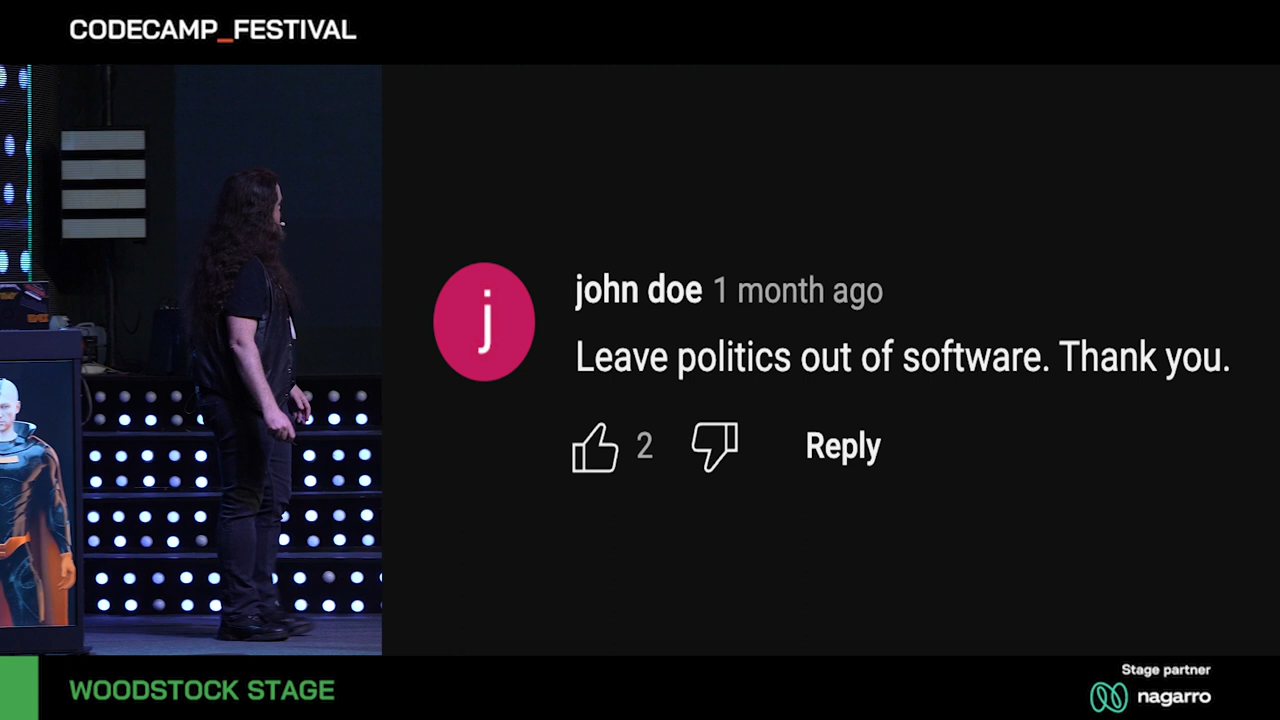 CODECAMP_FESTIVAL
j
john doe 1 month ago
Leave politics out of software. Thank you.
2
Reply
WOODSTOCK STAGE
Stage partner
nagarro